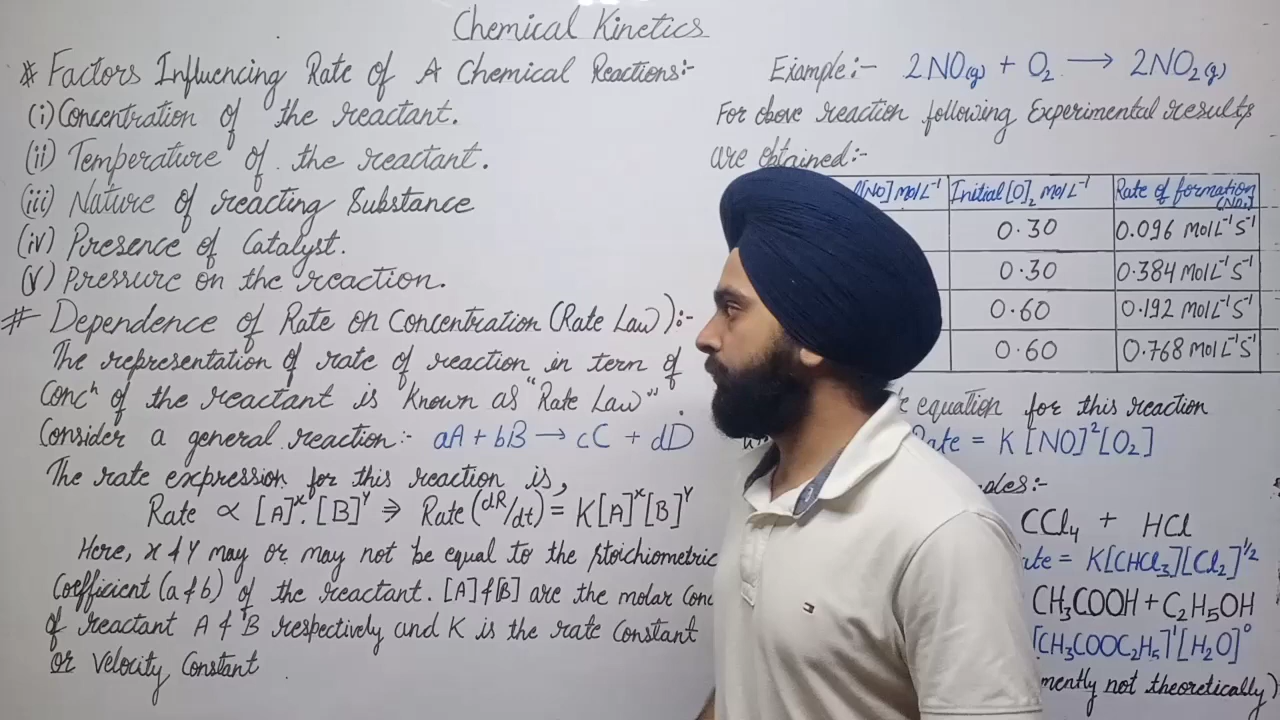 Chemical Kinetics
# Factors Influencing Rate of A Chemical Reactions:-
(i) Concentration of the reactant.
(ii) Temperature of the reactant.
(iii) Nature of reacting Substance
(iv) Presence of Catalyst.
(v) Pressure on the reaction.
# Dependence of Rate on Concentration (Rate Law):-
The representation of rate of reaction in term of
Concⁿ of the reactant is Known as "Rate Law".
Consider a general reaction:- aA + bB → cC + dD
The rate expression for this reaction is,
Rate ∝ [A]ˣ.[B]ʸ ⇒ Rate (dR/dt) = K[A]ˣ[B]ʸ
Here, x & y may or may not be equal to the stoichiometric
Coefficient (a & b) of the reactant. [A] & [B] are the molar Conc
of reactant A & B respectively and K is the rate Constant
or Velocity Constant
Example:- 2NO(g) + O₂ → 2NO₂(g)
For above reaction following Experimental results
are obtained:-
[NO] mol L⁻¹ Initial [O]₂ mol L⁻¹ Rate of formation (NO₂)
0.30 0.096 mol L⁻¹ S⁻¹
0.30 0.384 mol L⁻¹ S⁻¹
0.60 0.192 mol L⁻¹ S⁻¹
0.60 0.768 mol L⁻¹ S⁻¹
equation for this reaction
Rate = K [NO]²[O₂]
CCl₄ + HCl
= K[CHCl₃][Cl₂]¹/²
CH₃COOH + C₂H₅OH
[CH₃COOC₂H₅]¹[H₂O]⁰
not theoretically)